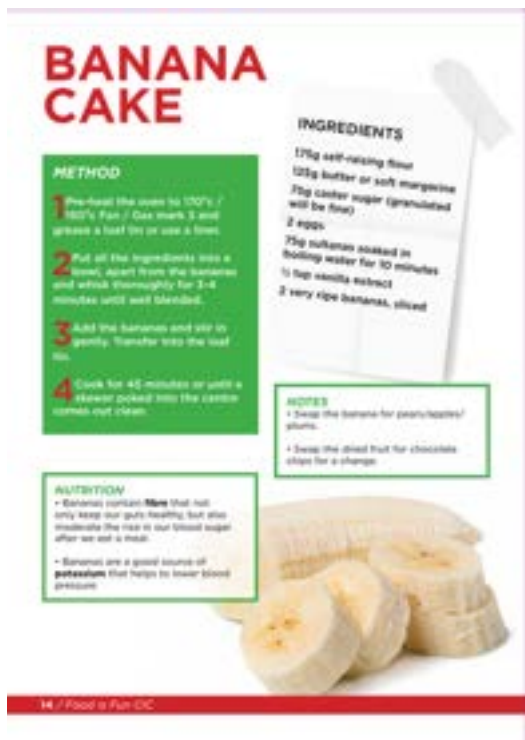 BANANA
CAKE
INGREDIENTS
175g self-raising flour
125g butter or soft margarine
75g caster sugar (granulated
will be fine)
2 eggs
75g sultanas soaked in
boiling water for 10 minutes
½ tsp vanilla extract
2 very ripe bananas, sliced
METHOD
1 Pre-heat the oven to 170°c /
160°c Fan / Gas mark 3 and
grease a loaf tin or use a liner.
2 Put all the ingredients into a
bowl, apart from the bananas
and whisk thoroughly for 3-4
minutes until well blended.
3 Add the bananas and stir in
gently. Transfer into the loaf
tin.
4 Cook for 45 minutes or until a
skewer poked into the centre
comes out clean.
NOTES
• Swap the banana for pears/apples/
plums.
• Swap the dried fruit for chocolate
chips for a change.
NUTRITION
• Bananas contain fibre that not
only keep our guts healthy, but also
moderate the rise in our blood sugar
after we eat a meal.
• Bananas are a good source of
potassium that helps to lower blood
pressure
14 / Food is Fun CIC